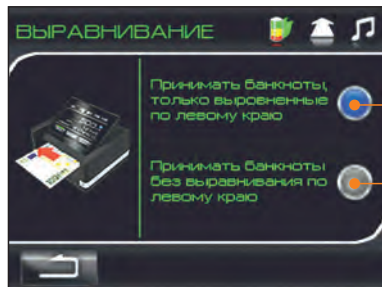 ВЫРАВНИВАНИЕ
Принимать банкноты,
только выровненные
по левому краю
Принимать банкноты
без выравнивания по
левому краю